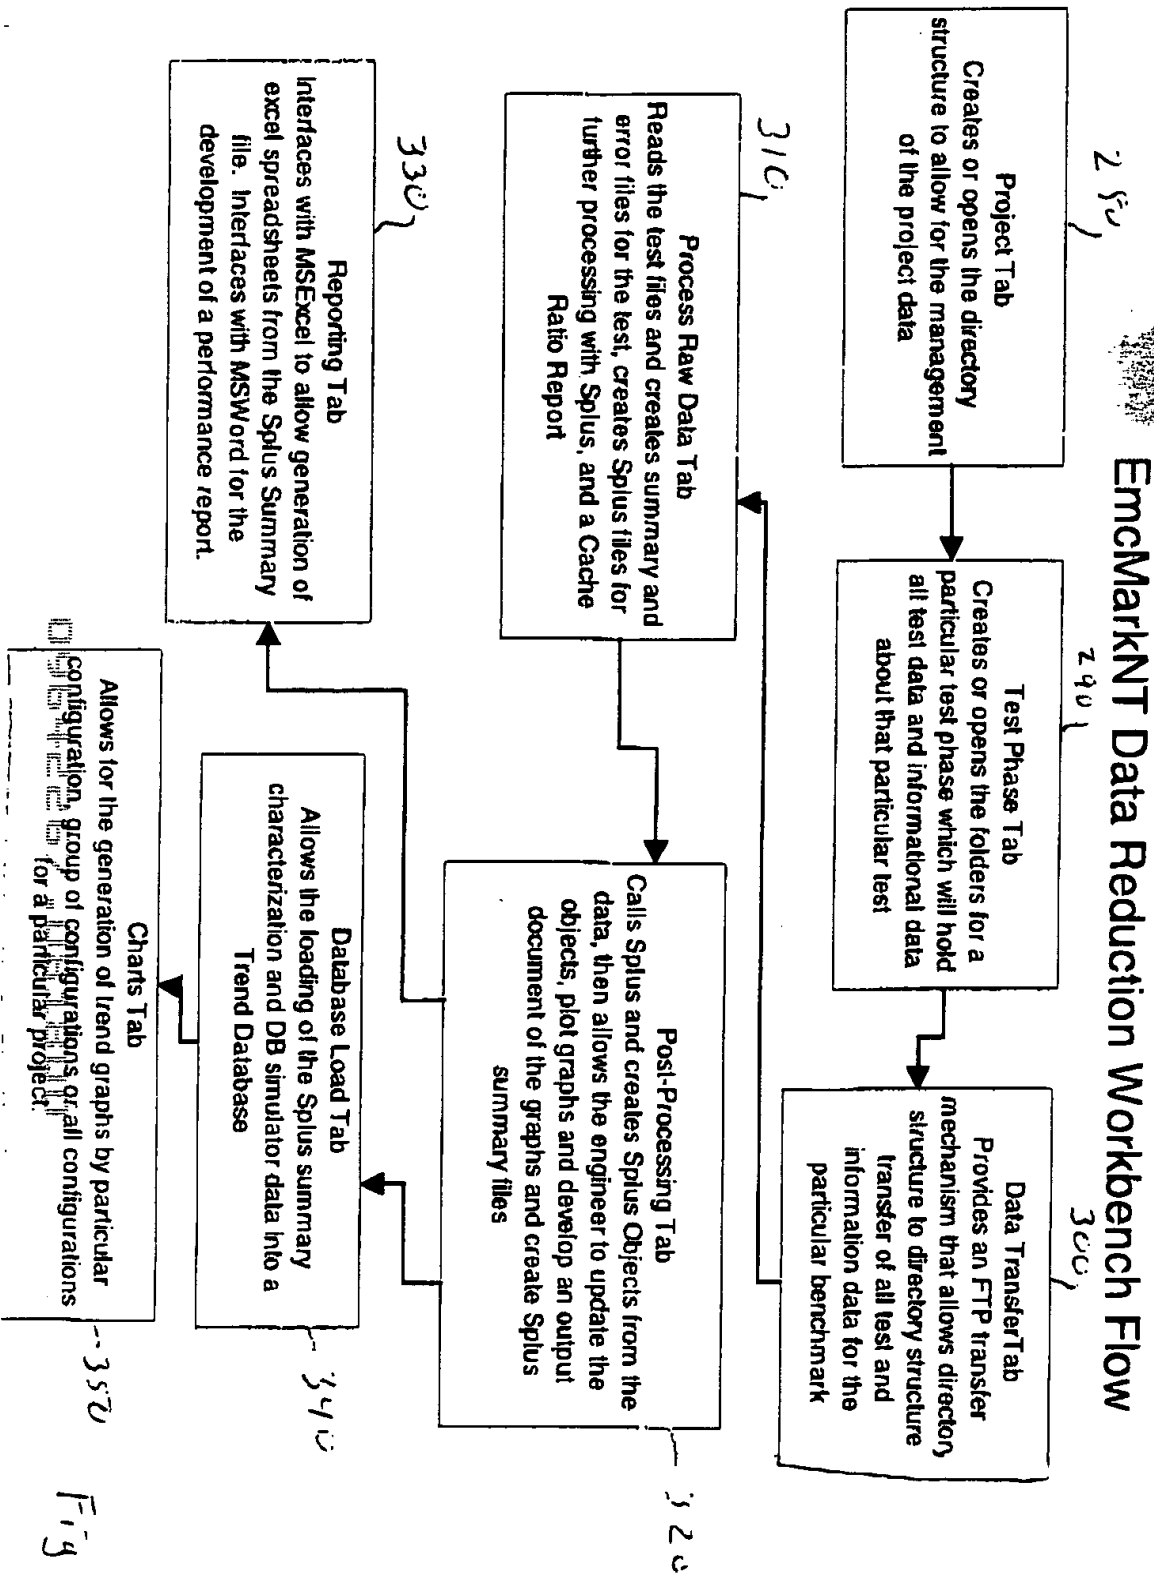 EmcMarkNT Data Reduction Workbench Flow
280
Project Tab
Creates or opens the directory
structure to allow for the management
of the project data
290
Test Phase Tab
Creates or opens the folders for a
particular test phase which will hold
all test data and informational data
about that particular test
300
Data TransferTab
Provides an FTP transfer
mechanism that allows directory
structure to directory structure
transfer of all test and
information data for the
particular benchmark
310
Process Raw Data Tab
Reads the test files and creates summary and
error files for the test, creates Splus files for
further processing with Splus, and a Cache
Ratio Report
320
Post-Processing Tab
Calls Splus and creates Splus Objects from the
data, then allows the engineer to update the
objects, plot graphs and develop an output
document of the graphs and create Splus
summary files
330
Reporting Tab
Interfaces with MSExcel to allow generation of
excel spreadsheets from the Splus Summary
file. Interfaces with MSWord for the
development of a performance report.
340
Database Load Tab
Allows the loading of the Splus summary
characterization and DB simulator data into a
Trend Database
350
Charts Tab
Allows for the generation of trend graphs by particular
configuration, group of configurations or all configurations
for a particular project.
Fig